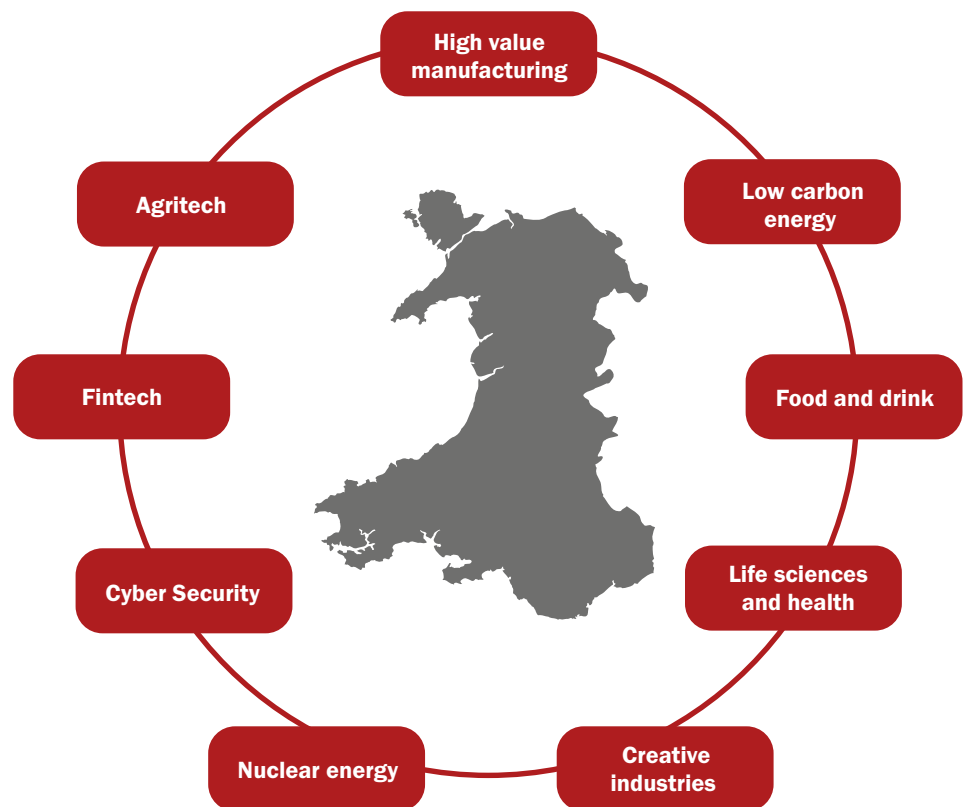 High value
manufacturing
Low carbon
energy
Food and drink
Life sciences
and health
Creative
industries
Nuclear energy
Cyber Security
Fintech
Agritech